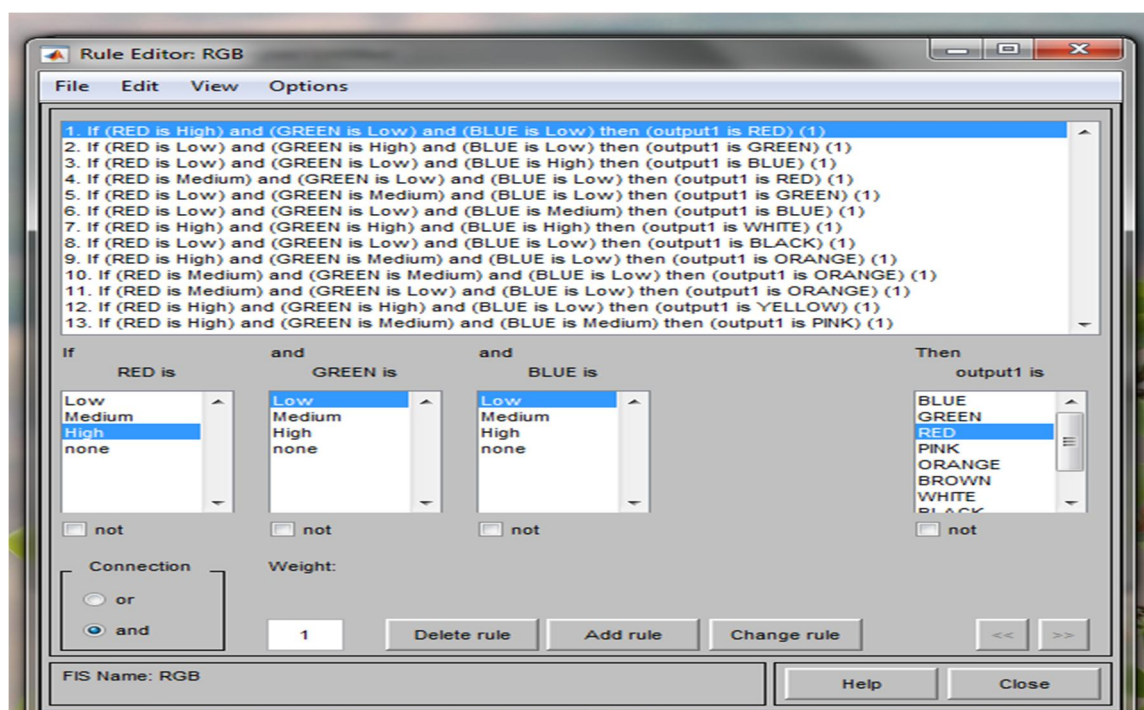 Rule Editor: RGB
File Edit View Options
1. If (RED is High) and (GREEN is Low) and (BLUE is Low) then (output1 is RED) (1)
2. If (RED is Low) and (GREEN is High) and (BLUE is Low) then (output1 is GREEN) (1)
3. If (RED is Low) and (GREEN is Low) and (BLUE is High) then (output1 is BLUE) (1)
4. If (RED is Medium) and (GREEN is Low) and (BLUE is Low) then (output1 is RED) (1)
5. If (RED is Low) and (GREEN is Medium) and (BLUE is Low) then (output1 is GREEN) (1)
6. If (RED is Low) and (GREEN is Low) and (BLUE is Medium) then (output1 is BLUE) (1)
7. If (RED is High) and (GREEN is High) and (BLUE is High) then (output1 is WHITE) (1)
8. If (RED is Low) and (GREEN is Low) and (BLUE is Low) then (output1 is BLACK) (1)
9. If (RED is High) and (GREEN is Medium) and (BLUE is Low) then (output1 is ORANGE) (1)
10. If (RED is Medium) and (GREEN is Medium) and (BLUE is Low) then (output1 is ORANGE) (1)
11. If (RED is Medium) and (GREEN is Low) and (BLUE is Low) then (output1 is ORANGE) (1)
12. If (RED is High) and (GREEN is High) and (BLUE is Low) then (output1 is YELLOW) (1)
13. If (RED is High) and (GREEN is Medium) and (BLUE is Medium) then (output1 is PINK) (1)
If and and Then
RED is GREEN is BLUE is output1 is
Low Low Low BLUE
Medium Medium Medium GREEN
High High High RED
none none none PINK
ORANGE
BROWN
WHITE
BLACK
not not not not
Connection Weight:
or
and 1 Delete rule Add rule Change rule << >>
FIS Name: RGB Help Close